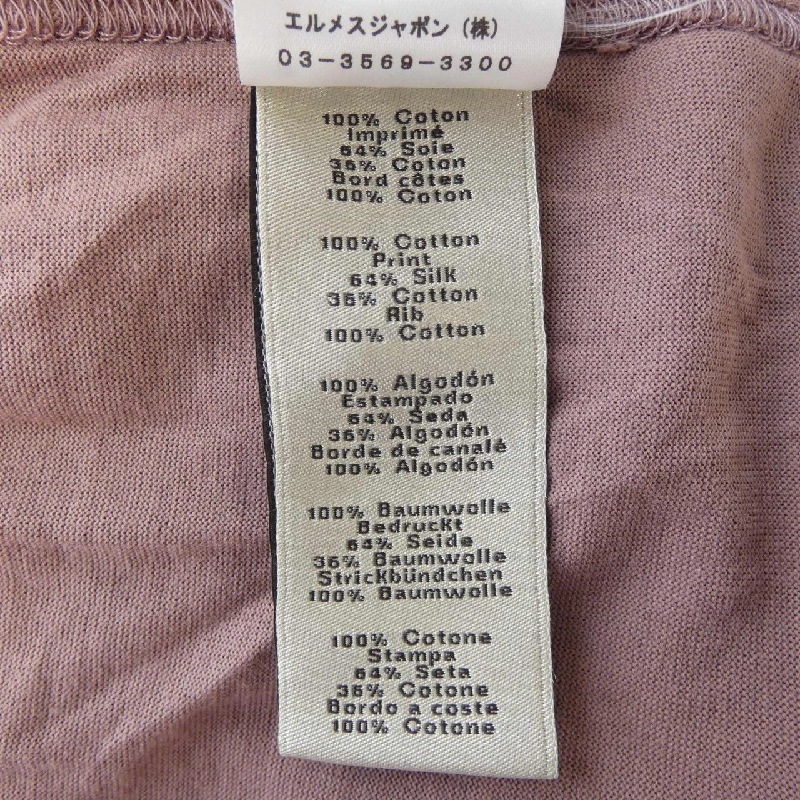 エルメスジャポン（株）
03-3569-3300
100% Coton
Imprimé
64% Soie
36% Coton
Bord côtes
100% Coton
100% Cotton
Print
64% Silk
36% Cotton
Rib
100% Cotton
100% Algodón
Estampado
64% Seda
36% Algodón
Borde de canalé
100% Algodón
100% Baumwolle
Bedruckt
64% Seide
36% Baumwolle
Strickbündchen
100% Baumwolle
100% Cotone
Stampa
64% Seta
36% Cotone
Bordo a coste
100% Cotone